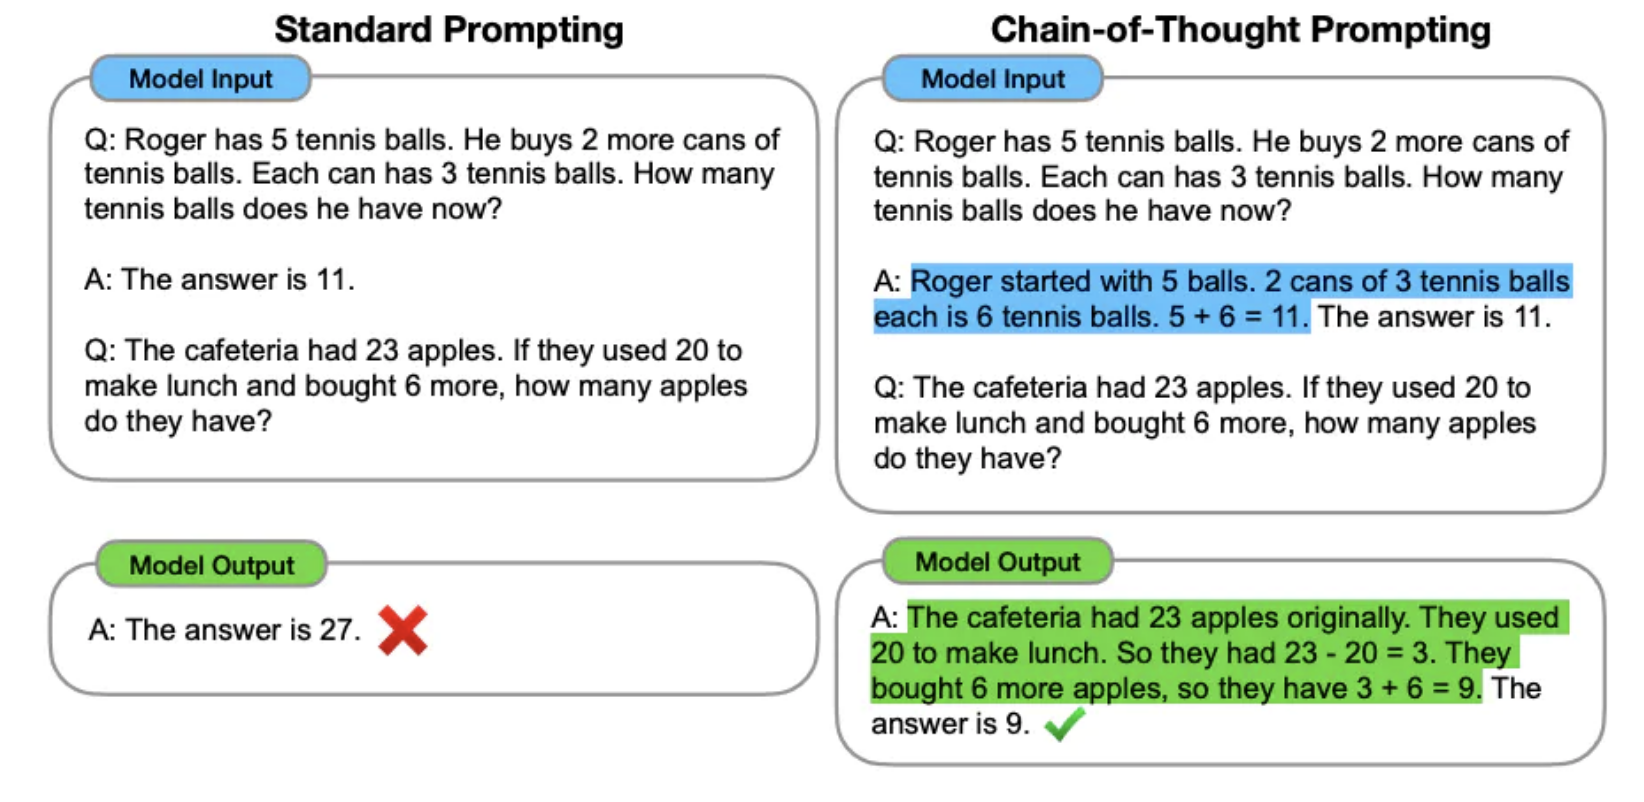 Standard Prompting
Model Input
Q: Roger has 5 tennis balls. He buys 2 more cans of
tennis balls. Each can has 3 tennis balls. How many
tennis balls does he have now?
A: The answer is 11.
Q: The cafeteria had 23 apples. If they used 20 to
make lunch and bought 6 more, how many apples
do they have?
Model Output
A: The answer is 27.
Chain-of-Thought Prompting
Model Input
Q: Roger has 5 tennis balls. He buys 2 more cans of
tennis balls. Each can has 3 tennis balls. How many
tennis balls does he have now?
A: Roger started with 5 balls. 2 cans of 3 tennis balls
each is 6 tennis balls. 5 + 6 = 11. The answer is 11.
Q: The cafeteria had 23 apples. If they used 20 to
make lunch and bought 6 more, how many apples
do they have?
Model Output
A: The cafeteria had 23 apples originally. They used
20 to make lunch. So they had 23 - 20 = 3. They
bought 6 more apples, so they have 3 + 6 = 9. The
answer is 9.